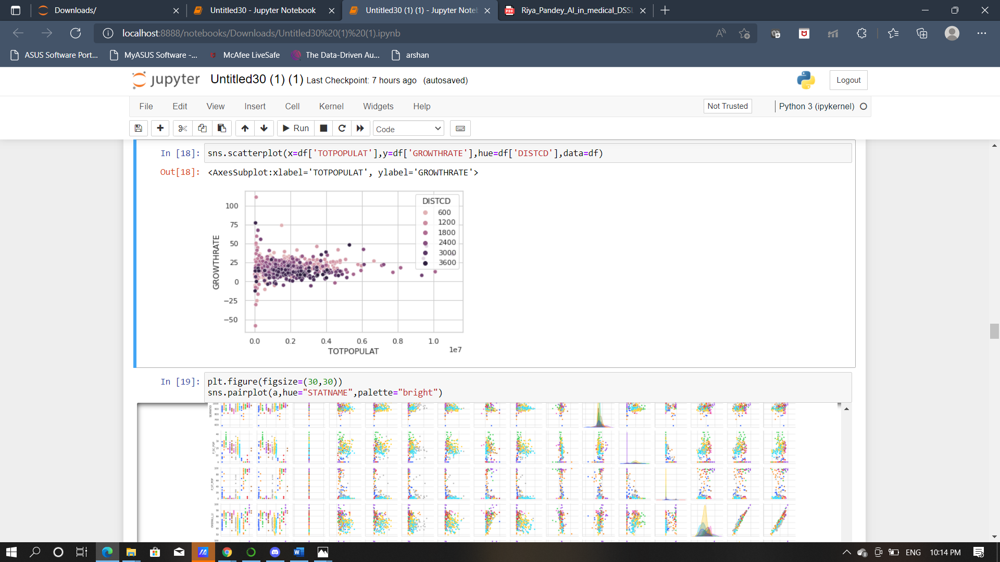 Downloads/
Untitled30 - Jupyter Notebook
Untitled30 (1) (1) - Jupyter Note
Riya_Pandey_AI_in_medical_DSSL
localhost:8888/notebooks/Downloads/Untitled30%20(1)%20(1).ipynb
ASUS Software Port...
MyASUS Software -...
McAfee LiveSafe
The Data-Driven Au...
arshan
jupyter
Untitled30 (1) (1) Last Checkpoint: 7 hours ago (autosaved)
Logout
File Edit View Insert Cell Kernel Widgets Help
Not Trusted
Python 3 (ipykernel)
Run
Code
In [18]: sns.scatterplot(x=df['TOTPOPULAT'],y=df['GROWTHRATE'],hue=df['DISTCD'],data=df)
Out[18]: <AxesSubplot:xlabel='TOTPOPULAT', ylabel='GROWTHRATE'>
DISTCD
600
1200
1800
2400
3000
3600
100
75
50
25
0
−25
−50
GROWTHRATE
0.0 0.2 0.4 0.6 0.8 1.0
1e7
TOTPOPULAT
In [19]: plt.figure(figsize=(30,30))
sns.pairplot(a,hue="STATNAME",palette="bright")
P_SC_POP
P_ST_POP
ENG
10:14 PM